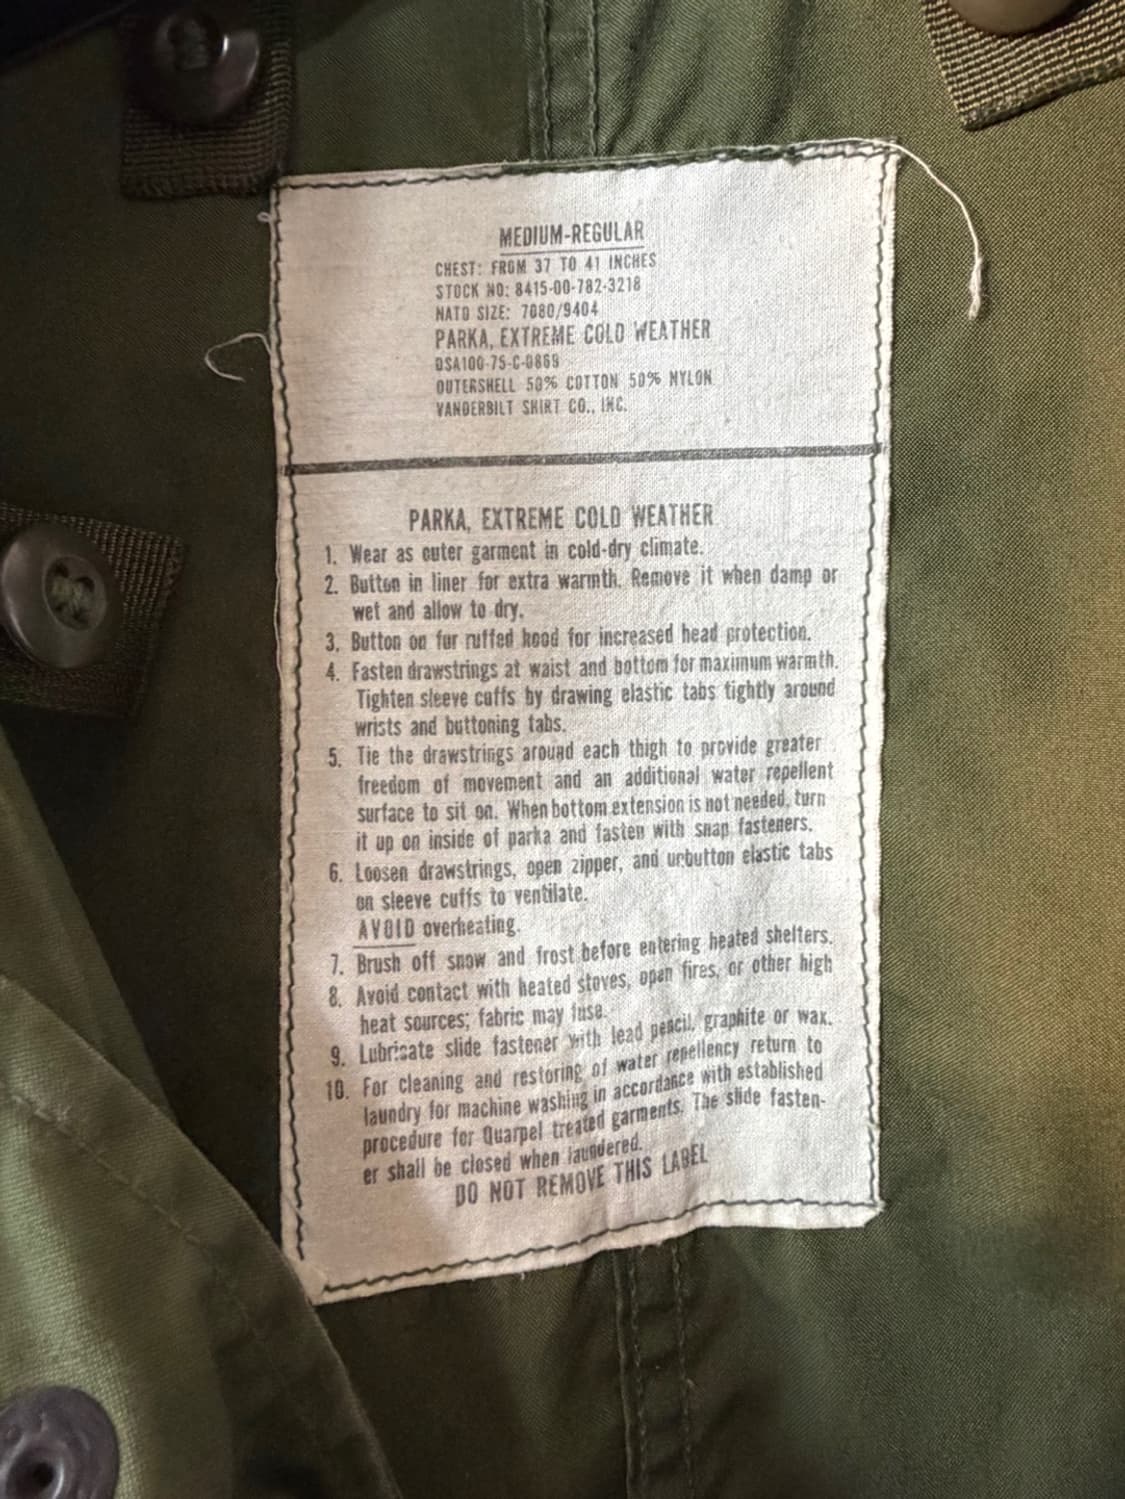 MEDIUM-REGULAR
CHEST: FROM 37 TO 41 INCHES
STOCK NO: 8415-00-782-3218
NATO SIZE: 7080/9404
PARKA, EXTREME COLD WEATHER
DSA100-75-C-0869
OUTERSHELL 50% COTTON 50% NYLON
VANDERBILT SHIRT CO., INC.
PARKA, EXTREME COLD WEATHER
1. Wear as outer garment in cold-dry climate.
2. Button in liner for extra warmth. Remove it when damp or
wet and allow to dry.
3. Button on fur ruffed hood for increased head protection.
4. Fasten drawstrings at waist and bottom for maximum warmth.
Tighten sleeve cuffs by drawing elastic tabs tightly around
wrists and buttoning tabs.
5. Tie the drawstrings around each thigh to provide greater
freedom of movement and an additional water repellent
surface to sit on. When bottom extension is not needed, turn
it up on inside of parka and fasten with snap fasteners.
6. Loosen drawstrings, open zipper, and unbutton elastic tabs
on sleeve cuffs to ventilate.
AVOID overheating.
7. Brush off snow and frost before entering heated shelters.
8. Avoid contact with heated stoves, open fires, or other high
heat sources; fabric may fuse.
9. Lubricate slide fastener with lead pencil, graphite or wax.
10. For cleaning and restoring of water repellency return to
laundry for machine washing in accordance with established
procedure for Quarpel treated garments. The slide fasten-
er shall be closed when laundered.
DO NOT REMOVE THIS LABEL